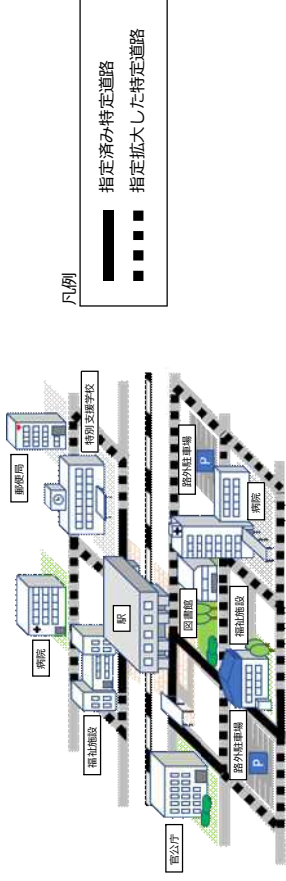 凡例
指定済み特定道路
指定拡大した特定道路
郵便局
特別支援学校
病院
福祉施設
駅
官公庁
図書館
路外駐車場
P
病院
福祉施設
路外駐車場
P